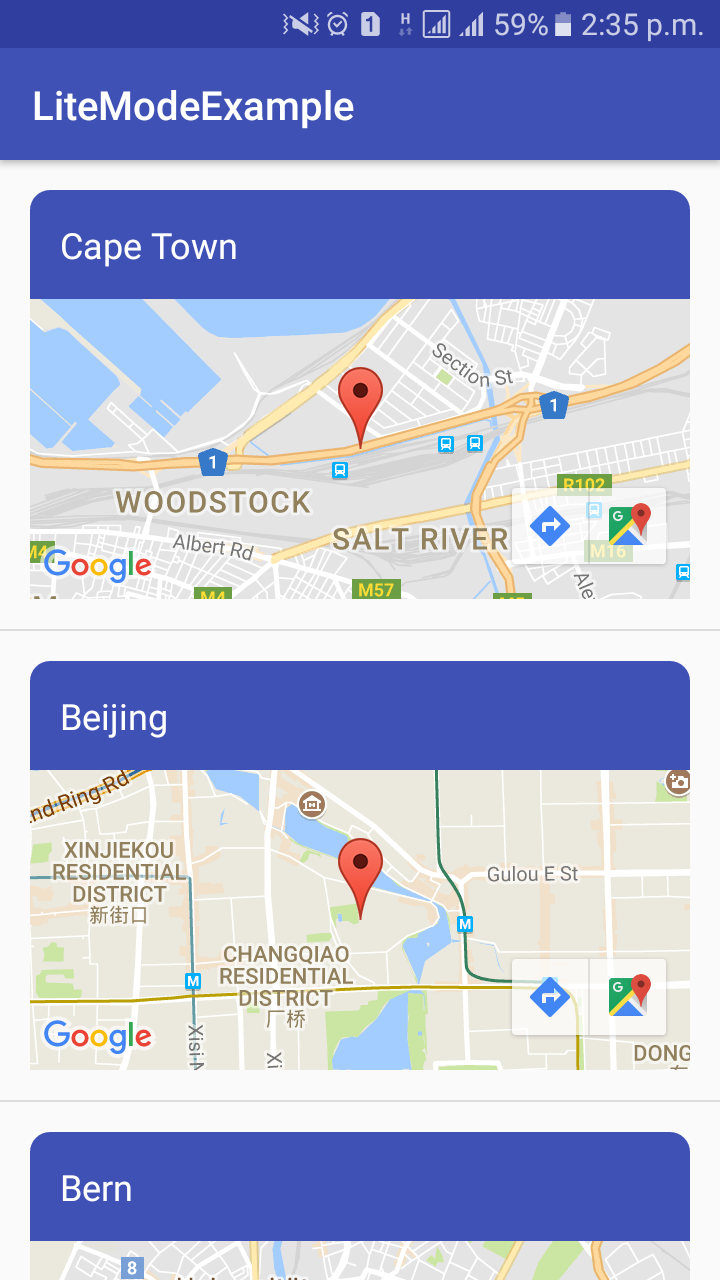 1 H 59% 2:35 p.m.
LiteModeExample
Cape Town
Section St
1
1
WOODSTOCK
R102
SALT RIVER
Albert Rd
M16
M4
Google
M57
M4
Beijing
nd Ring Rd
XINJIEKOU
RESIDENTIAL
DISTRICT
新街口
Gulou E St
M
CHANGQIAO
RESIDENTIAL
DISTRICT
厂桥
M
Google
Xisi
Xi
DONG
Bern
8